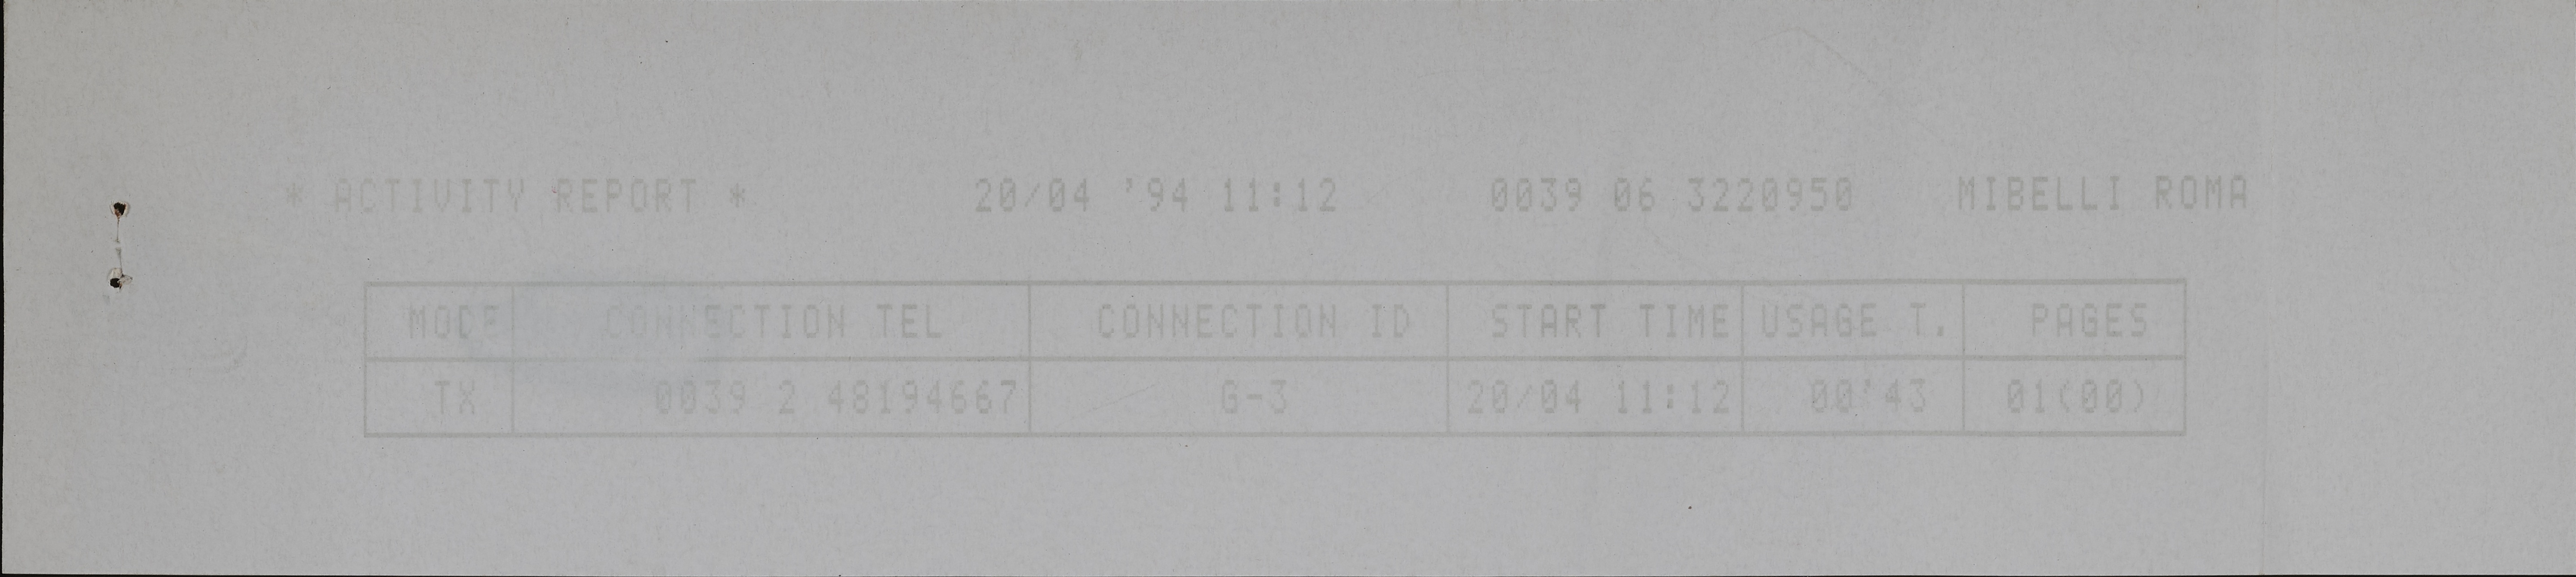 * ACTIVITY REPORT * 20/04 '94 11:12 0039 06 3220950 MIBELLI ROMA
MODE CONNECTION TEL CONNECTION ID START TIME USAGE T. PAGES
TX 0039 2 48194667 G-3 20/04 11:12 00'43 01(00)